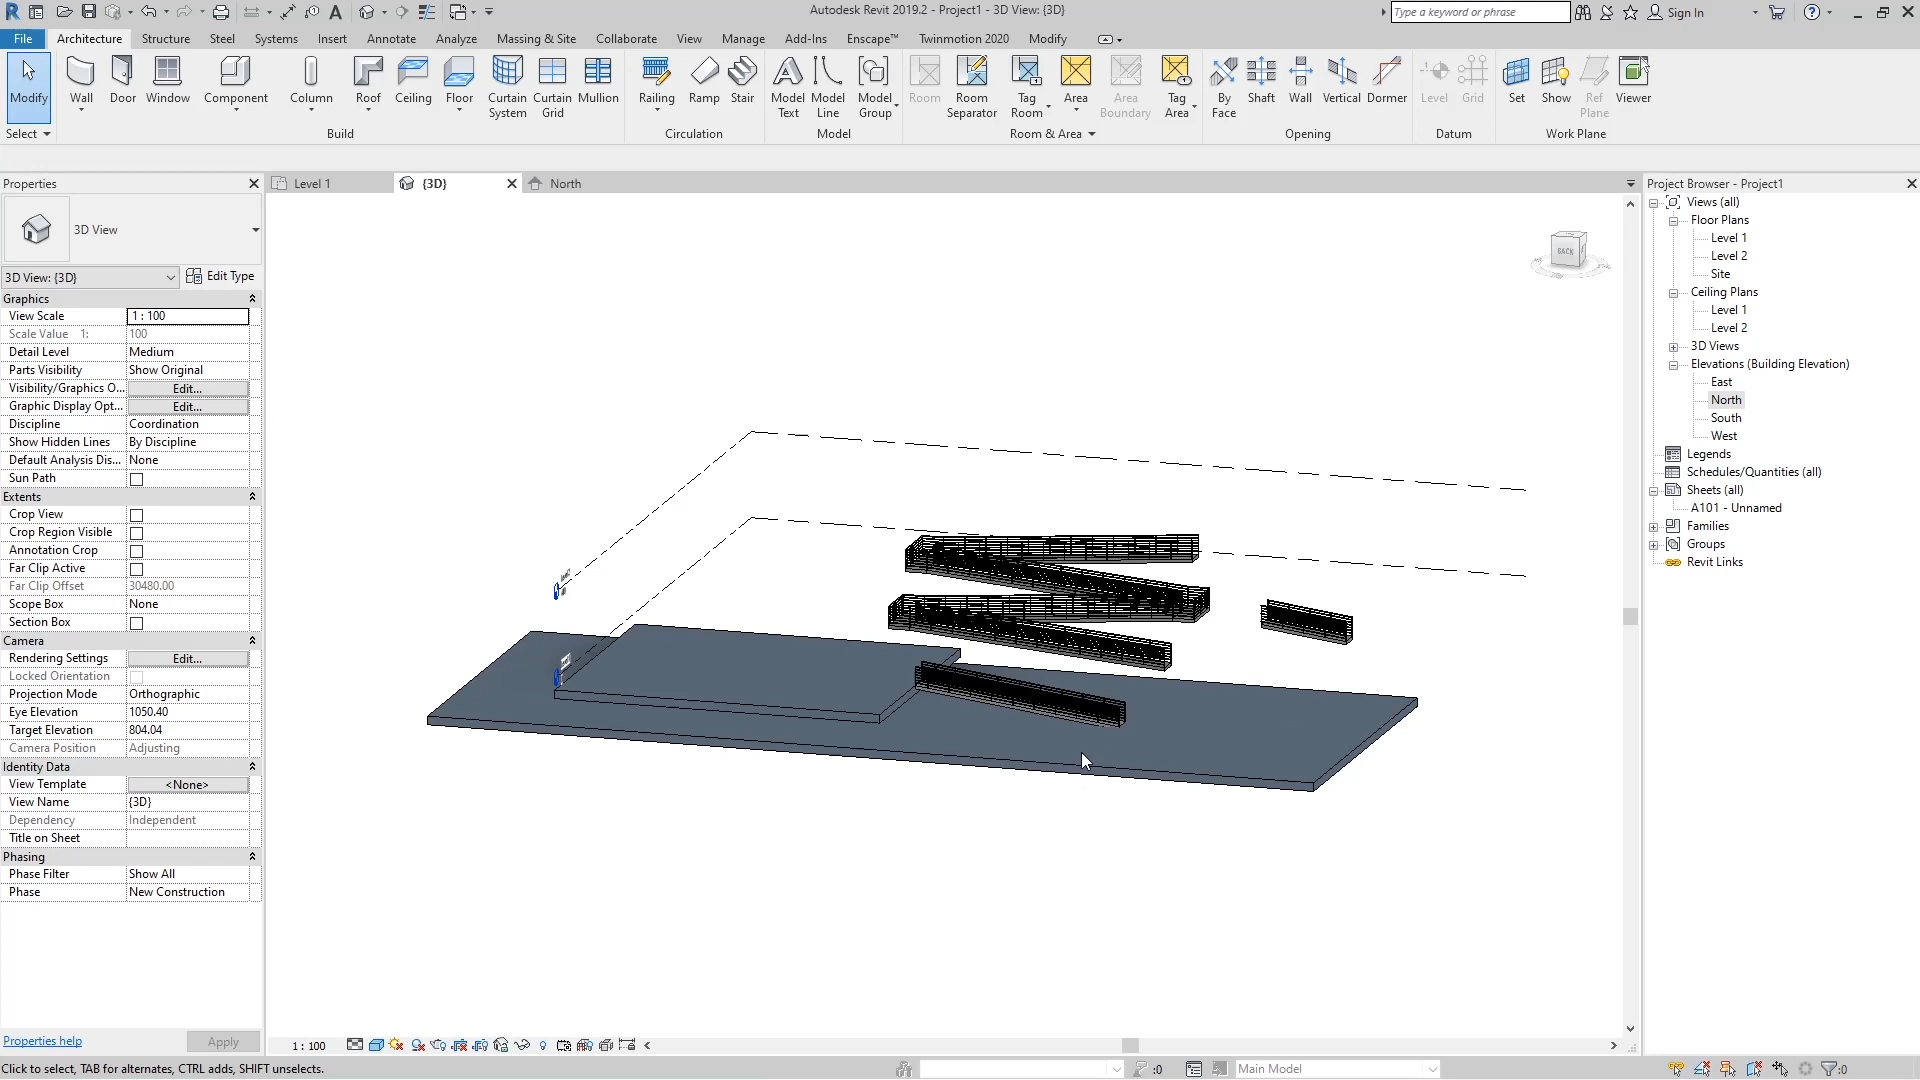 Autodesk Revit 2019.2 - Project1 - 3D View: {3D}
Type a keyword or phrase
Sign In
File
Architecture
Structure
Steel
Systems
Insert
Annotate
Analyze
Massing & Site
Collaborate
View
Manage
Add-Ins
Enscape™
Twinmotion 2020
Modify
Modify
Wall
Door
Window
Component
Column
Roof
Ceiling
Floor
Curtain System
Curtain Grid
Mullion
Railing
Ramp
Stair
Model Text
Model Line
Model Group
Room
Room Separator
Tag Room
Area
Area Boundary
Tag Area
By Face
Shaft
Wall
Vertical
Dormer
Level
Grid
Set
Show
Ref Plane
Viewer
Select
Build
Circulation
Model
Room & Area
Opening
Datum
Work Plane
Properties
3D View
3D View: {3D}
Edit Type
Graphics
View Scale 1 : 100
Scale Value 1: 100
Detail Level Medium
Parts Visibility Show Original
Visibility/Graphics O... Edit...
Graphic Display Opt... Edit...
Discipline Coordination
Show Hidden Lines By Discipline
Default Analysis Dis... None
Sun Path
Extents
Crop View
Crop Region Visible
Annotation Crop
Far Clip Active
Far Clip Offset 30480.00
Scope Box None
Section Box
Camera
Rendering Settings Edit...
Locked Orientation
Projection Mode Orthographic
Eye Elevation 1050.40
Target Elevation 804.04
Camera Position Adjusting
Identity Data
View Template <None>
View Name {3D}
Dependency Independent
Title on Sheet
Phasing
Phase Filter Show All
Phase New Construction
Properties help
Apply
Level 1
{3D}
North
BACK
Project Browser - Project1
Views (all)
Floor Plans
Level 1
Level 2
Site
Ceiling Plans
Level 1
Level 2
3D Views
Elevations (Building Elevation)
East
North
South
West
Legends
Schedules/Quantities (all)
Sheets (all)
A101 - Unnamed
Families
Groups
Revit Links
1 : 100
Click to select, TAB for alternates, CTRL adds, SHIFT unselects.
:0
Main Model
:0